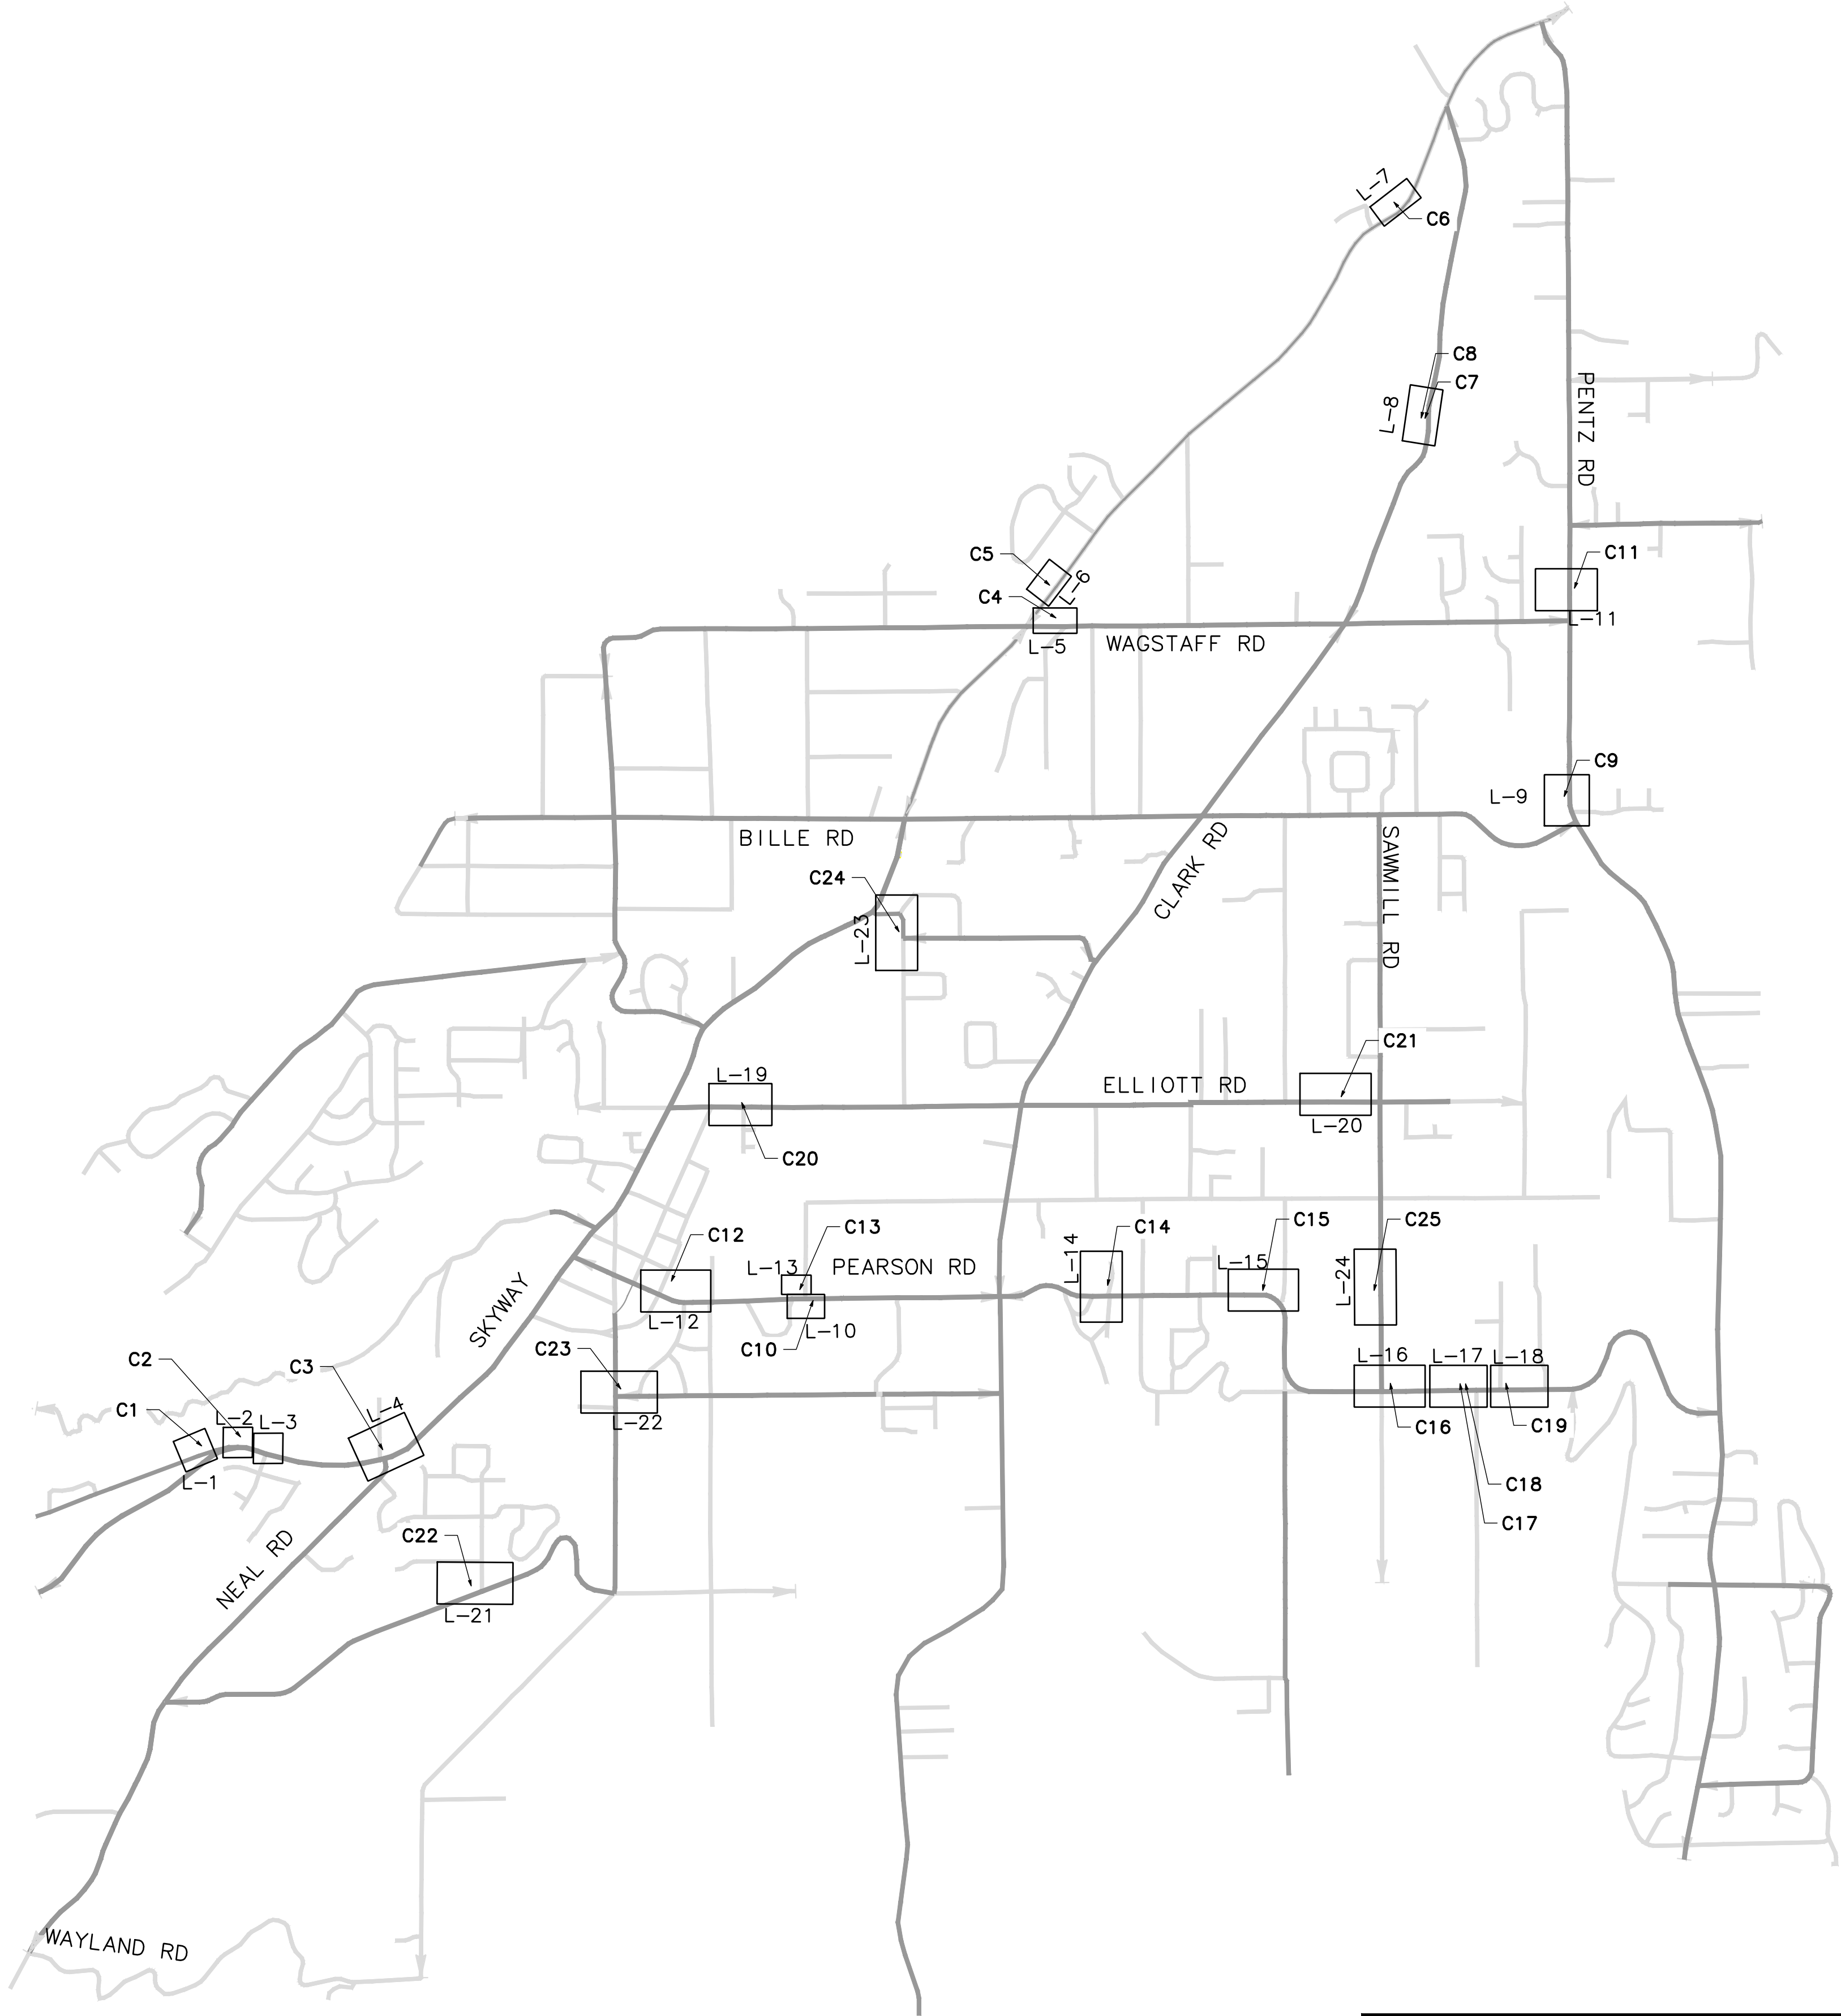 L-7
C6
C8
C7
L-8
PENTZ RD
C5
L-6
C4
C11
L-11
L-5
WAGSTAFF RD
C9
L-9
BILLE RD
CLARK RD
SAWMILL RD
C24
L-23
C21
L-19
ELLIOTT RD
L-20
C20
C12
C13
C14
C15
C25
L-13
PEARSON RD
L-14
L-15
L-24
SKYWAY
L-12
L-10
C10
C23
C2
C3
L-16
L-17
L-18
C1
L-2
L-3
L-4
L-22
C16
C19
L-1
C18
C17
C22
NEAL RD
L-21
WAYLAND RD